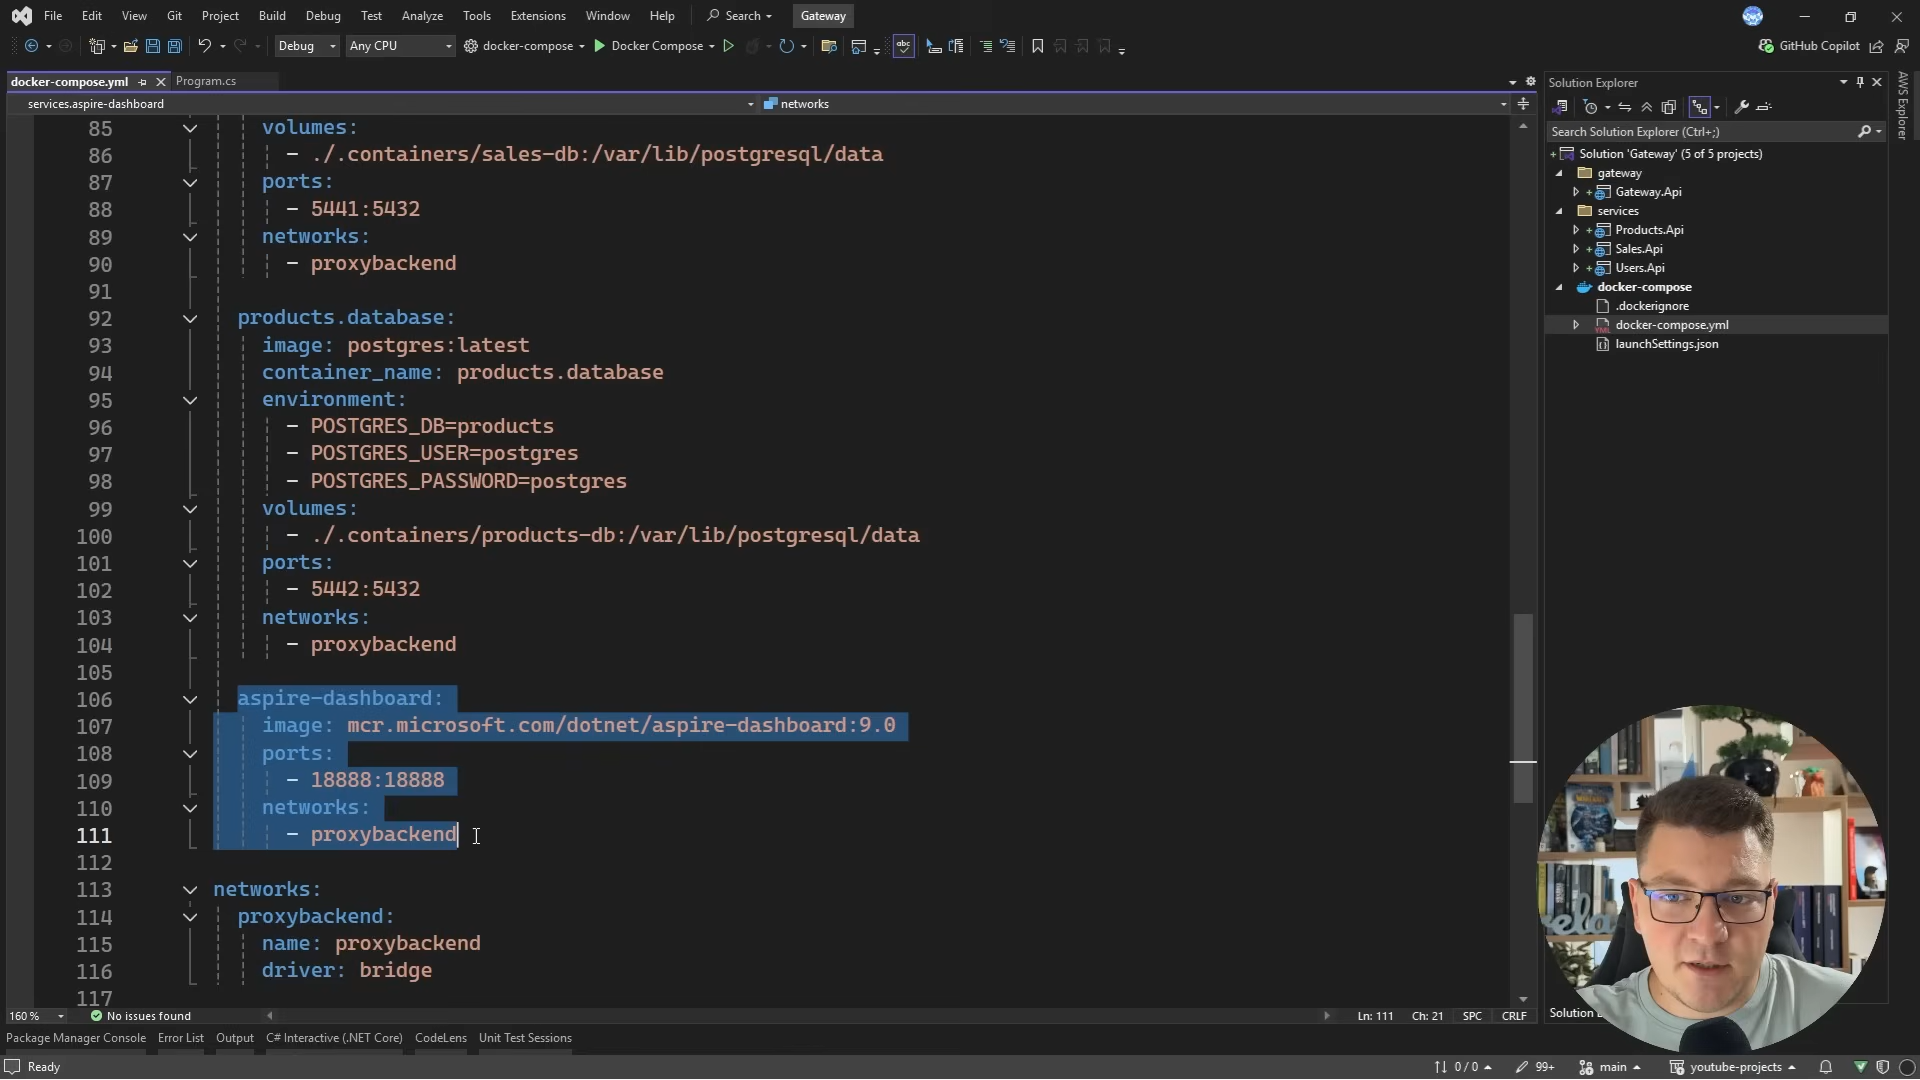 File Edit View Git Project Build Debug Test Analyze Tools Extensions Window Help Search Gateway
Debug Any CPU docker-compose Docker Compose GitHub Copilot
docker-compose.yml Program.cs
services.aspire-dashboard networks
85 volumes:
86 - ./.containers/sales-db:/var/lib/postgresql/data
87 ports:
88 - 5441:5432
89 networks:
90 - proxybackend
91
92 products.database:
93 image: postgres:latest
94 container_name: products.database
95 environment:
96 - POSTGRES_DB=products
97 - POSTGRES_USER=postgres
98 - POSTGRES_PASSWORD=postgres
99 volumes:
100 - ./.containers/products-db:/var/lib/postgresql/data
101 ports:
102 - 5442:5432
103 networks:
104 - proxybackend
105
106 aspire-dashboard:
107 image: mcr.microsoft.com/dotnet/aspire-dashboard:9.0
108 ports:
109 - 18888:18888
110 networks:
111 - proxybackend
112
113 networks:
114 proxybackend:
115 name: proxybackend
116 driver: bridge
117
160 % No issues found Ln: 111 Ch: 21 SPC CRLF
Package Manager Console Error List Output C# Interactive (.NET Core) CodeLens Unit Test Sessions
Ready 0 / 0 99+ main youtube-projects
Solution Explorer
Search Solution Explorer (Ctrl+;)
Solution 'Gateway' (5 of 5 projects)
gateway
Gateway.Api
services
Products.Api
Sales.Api
Users.Api
docker-compose
.dockerignore
docker-compose.yml
launchSettings.json
AWS Explorer